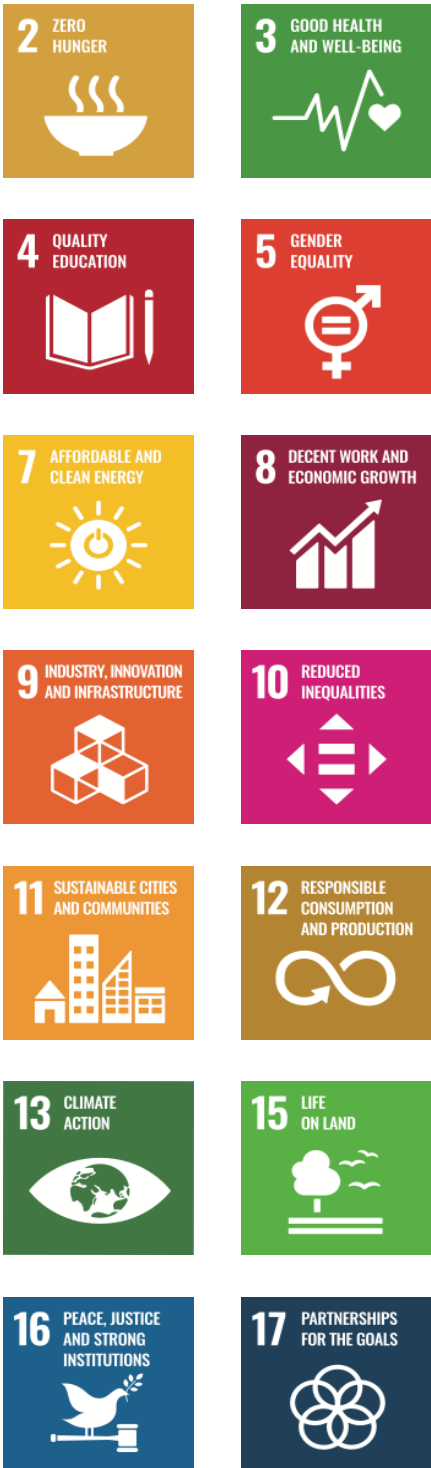 2 ZERO
HUNGER
3 GOOD HEALTH
AND WELL-BEING
4 QUALITY
EDUCATION
5 GENDER
EQUALITY
7 AFFORDABLE AND
CLEAN ENERGY
8 DECENT WORK AND
ECONOMIC GROWTH
9 INDUSTRY, INNOVATION
AND INFRASTRUCTURE
10 REDUCED
INEQUALITIES
11 SUSTAINABLE CITIES
AND COMMUNITIES
12 RESPONSIBLE
CONSUMPTION
AND PRODUCTION
13 CLIMATE
ACTION
15 LIFE
ON LAND
16 PEACE, JUSTICE
AND STRONG
INSTITUTIONS
17 PARTNERSHIPS
FOR THE GOALS